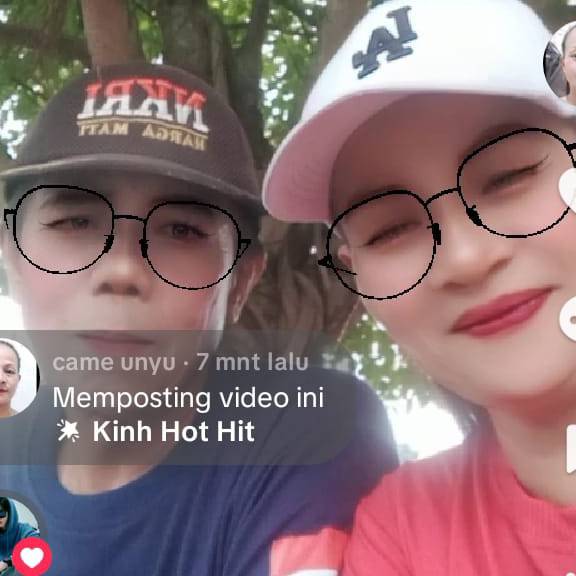 LA
NKRI
HARGA MATI
came unyu · 7 mnt lalu
Memposting video ini
Kinh Hot Hit